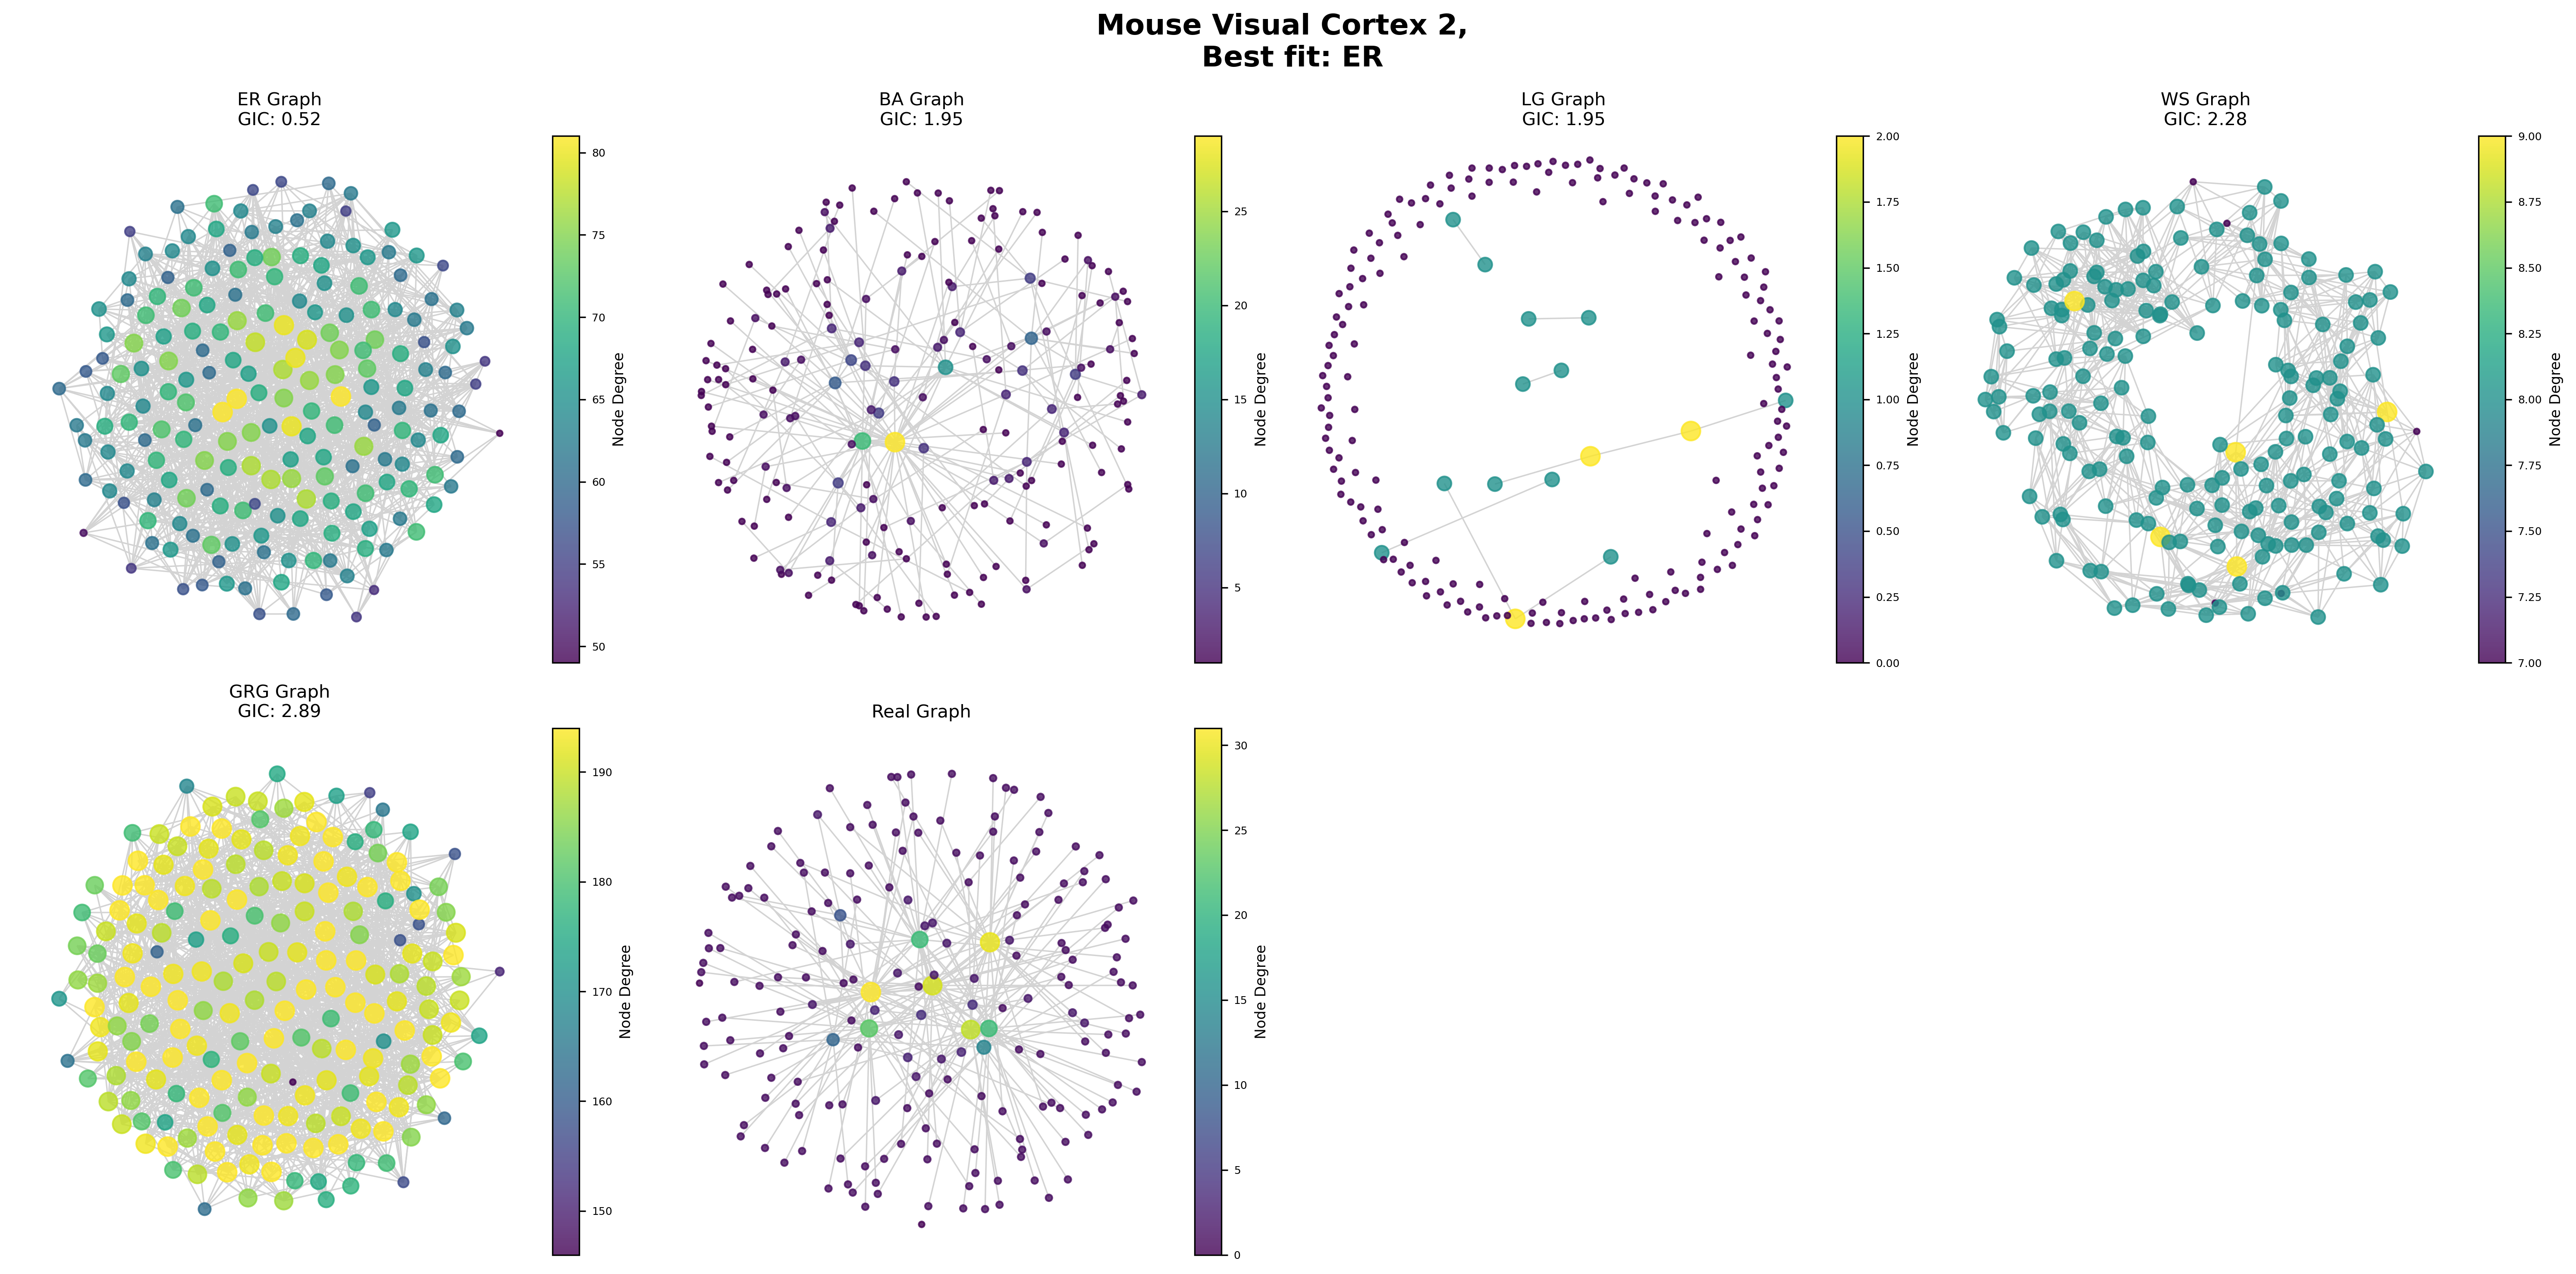 Mouse Visual Cortex 2,
Best fit: ER
ER Graph
GIC: 0.52
80
75
70
65
60
55
50
Node Degree
BA Graph
GIC: 1.95
25
20
15
10
5
Node Degree
LG Graph
GIC: 1.95
2.00
1.75
1.50
1.25
1.00
0.75
0.50
0.25
0.00
Node Degree
WS Graph
GIC: 2.28
9.00
8.75
8.50
8.25
8.00
7.75
7.50
7.25
7.00
Node Degree
GRG Graph
GIC: 2.89
190
180
170
160
150
Node Degree
Real Graph
30
25
20
15
10
5
0
Node Degree